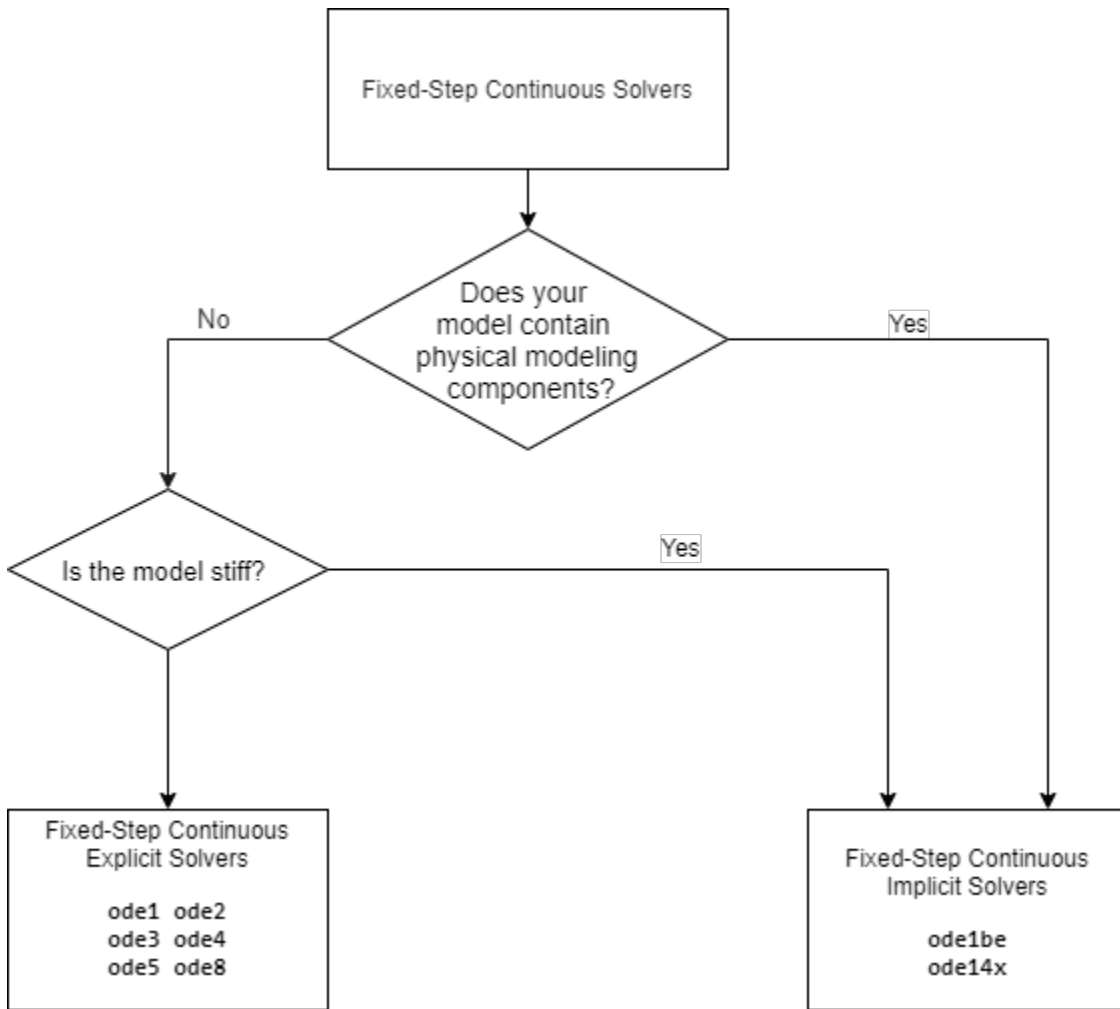 Fixed-Step Continuous Solvers
Does your
model contain
physical modeling
components?
No
Yes
Is the model stiff?
Yes
Fixed-Step Continuous
Explicit Solvers
ode1 ode2
ode3 ode4
ode5 ode8
Fixed-Step Continuous
Implicit Solvers
ode1be
ode14x